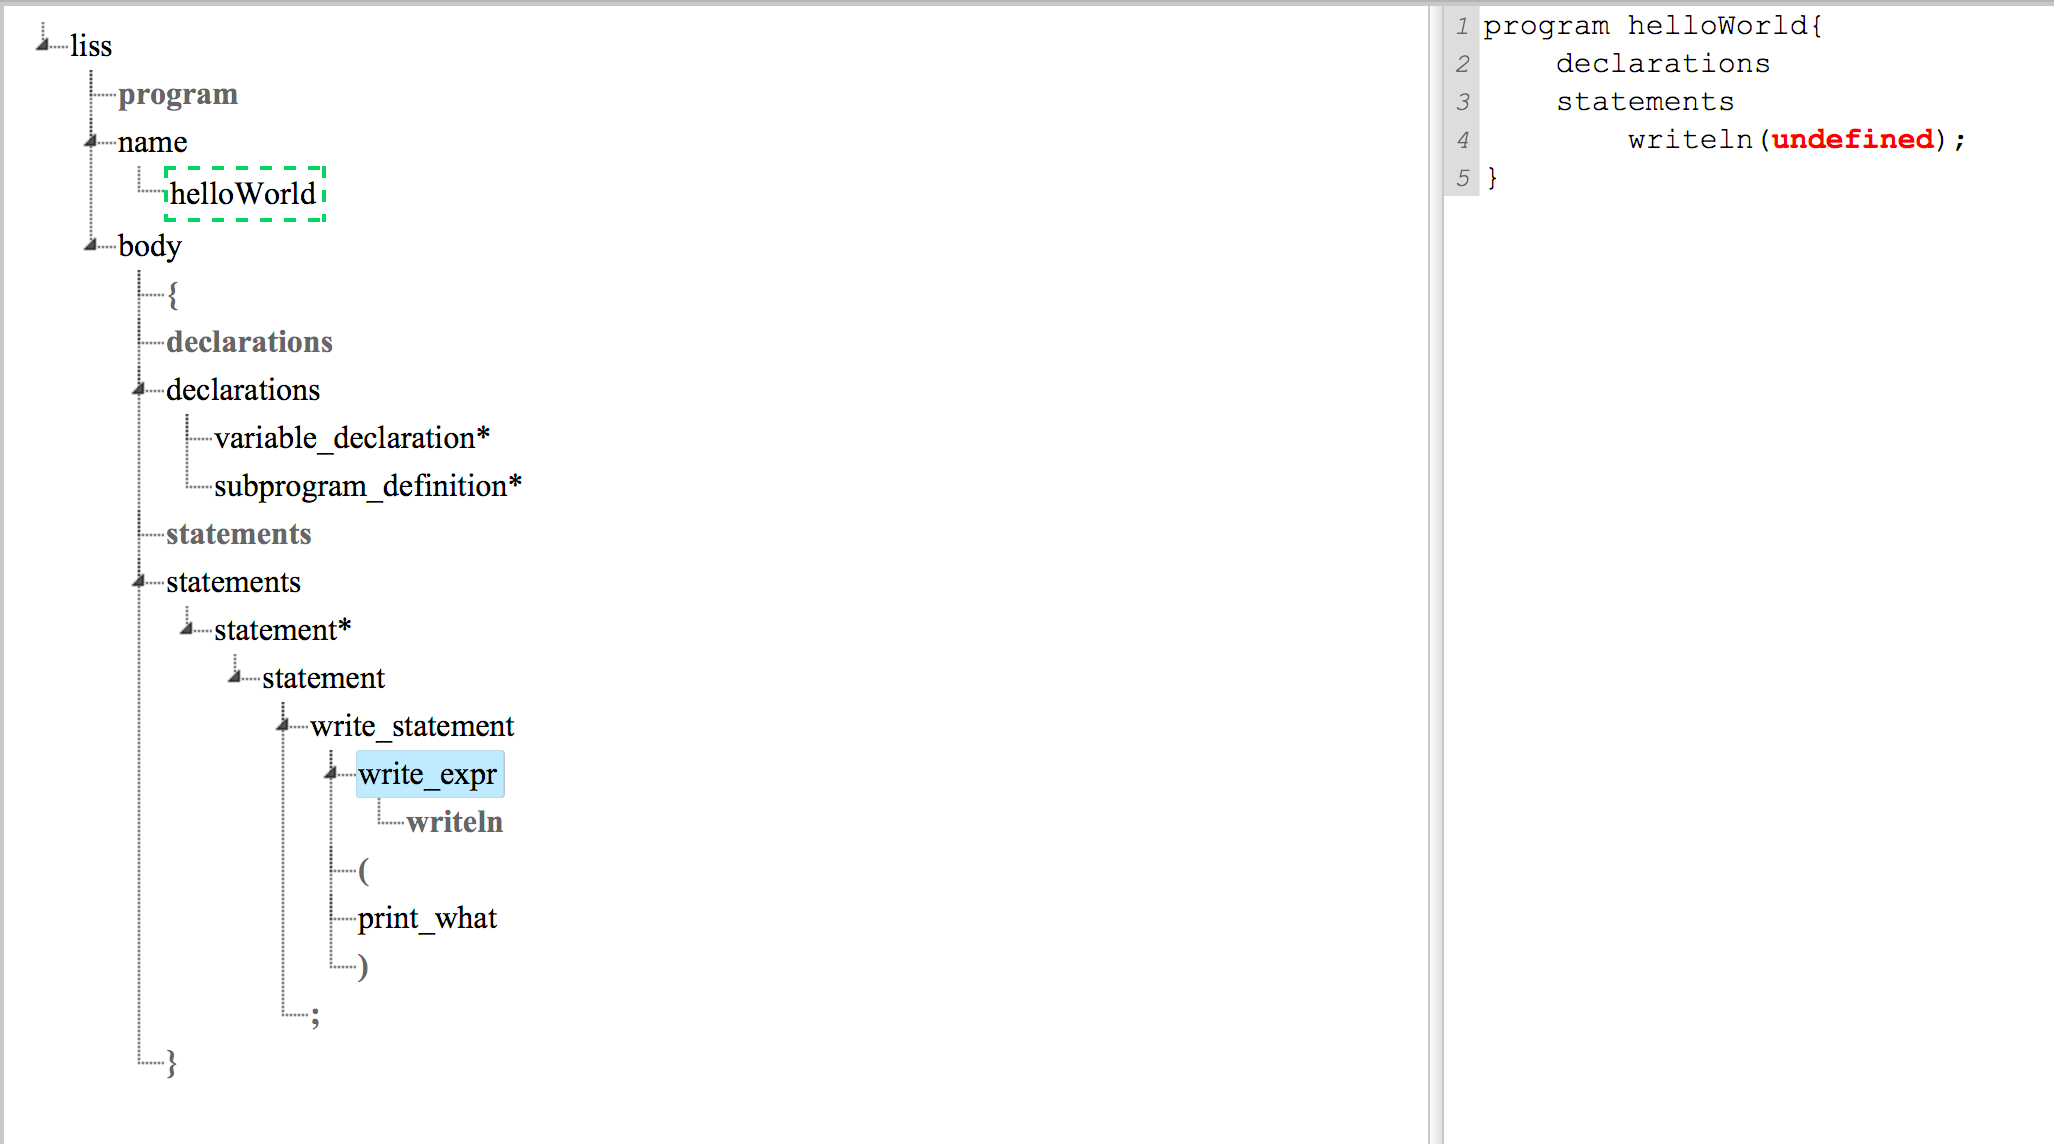 liss
program
name
helloWorld
body
{
declarations
declarations
variable_declaration*
subprogram_definition*
statements
statements
statement*
statement
write_statement
write_expr
writeln
(
print_what
)
;
}
1 program helloWorld{
2 declarations
3 statements
4 writeln(undefined);
5 }